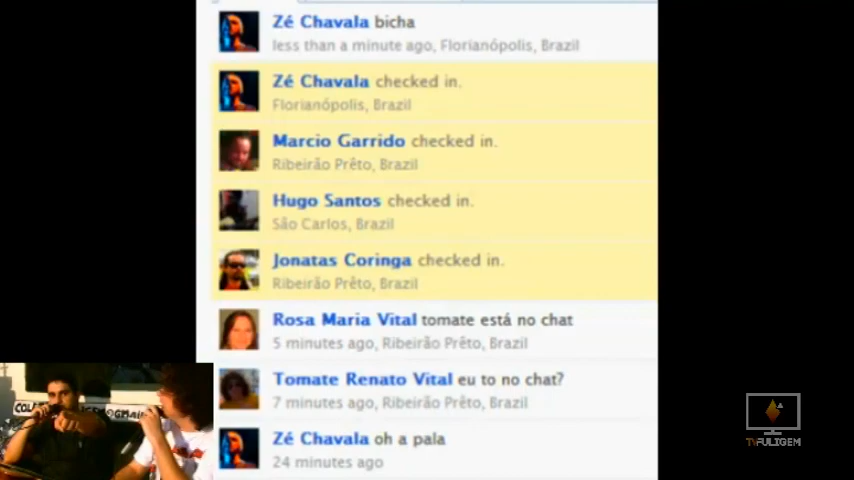 Zé Chavala bicha
less than a minute ago, Florianópolis, Brazil
Zé Chavala checked in.
Florianópolis, Brazil
Marcio Garrido checked in.
Ribeirão Prêto, Brazil
Hugo Santos checked in.
São Carlos, Brazil
Jonatas Coringa checked in.
Ribeirão Prêto, Brazil
Rosa Maria Vital tomate está no chat
5 minutes ago, Ribeirão Prêto, Brazil
Tomate Renato Vital eu to no chat?
7 minutes ago, Ribeirão Prêto, Brazil
Zé Chavala oh a pala
24 minutes ago
TVFULIGEM